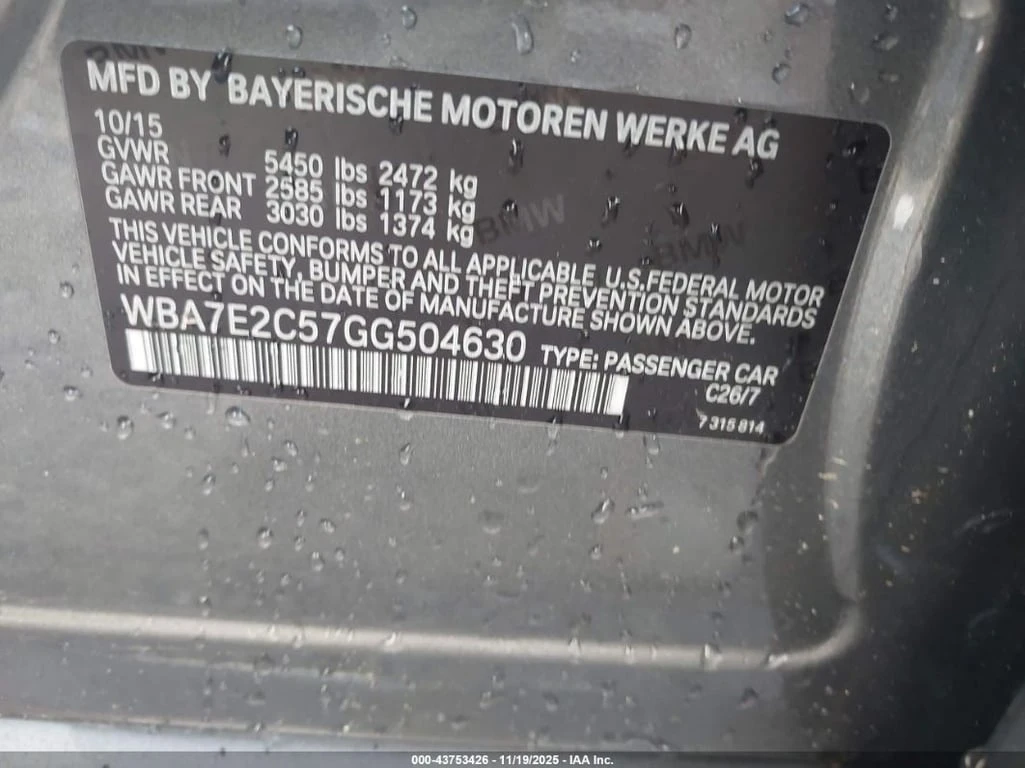 MFD BY BAYERISCHE MOTOREN WERKE AG
10/15
GVWR 5450 lbs 2472 kg
GAWR FRONT 2585 lbs 1173 kg
GAWR REAR 3030 lbs 1374 kg
THIS VEHICLE CONFORMS TO ALL APPLICABLE U.S.FEDERAL MOTOR
VEHICLE SAFETY, BUMPER AND THEFT PREVENTION STANDARDS
IN EFFECT ON THE DATE OF MANUFACTURE SHOWN ABOVE.
WBA7E2C57GG504630 TYPE: PASSENGER CAR
C26/7
7 315 814
BMW
BMW
BMW
000-43753426 - 11/19/2025 - IAA Inc.